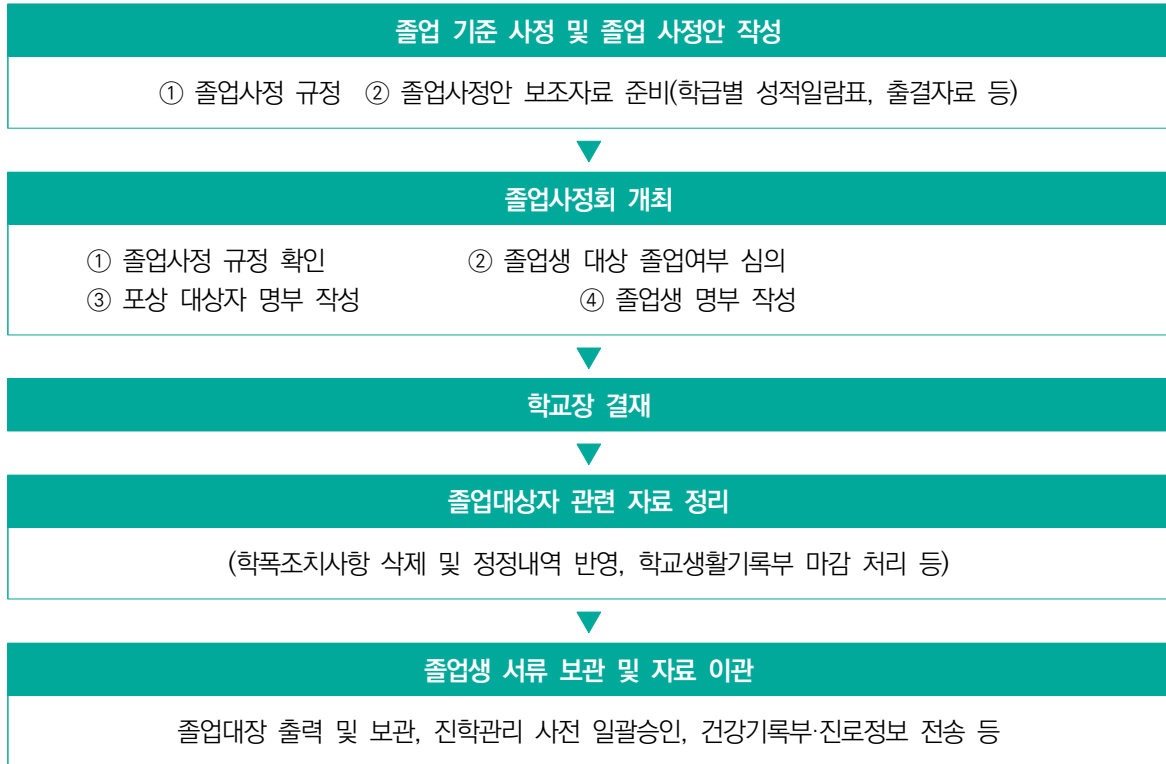 졸업 기준 사정 및 졸업 사정안 작성
① 졸업사정 규정 ② 졸업사정안 보조자료 준비(학급별 성적일람표, 출결자료 등)
▼
졸업사정회 개최
① 졸업사정 규정 확인 ② 졸업생 대상 졸업여부 심의
③ 포상 대상자 명부 작성 ④ 졸업생 명부 작성
▼
학교장 결재
▼
졸업대상자 관련 자료 정리
(학폭조치사항 삭제 및 정정내역 반영, 학교생활기록부 마감 처리 등)
▼
졸업생 서류 보관 및 자료 이관
졸업대장 출력 및 보관, 진학관리 사전 일괄승인, 건강기록부·진로정보 전송 등